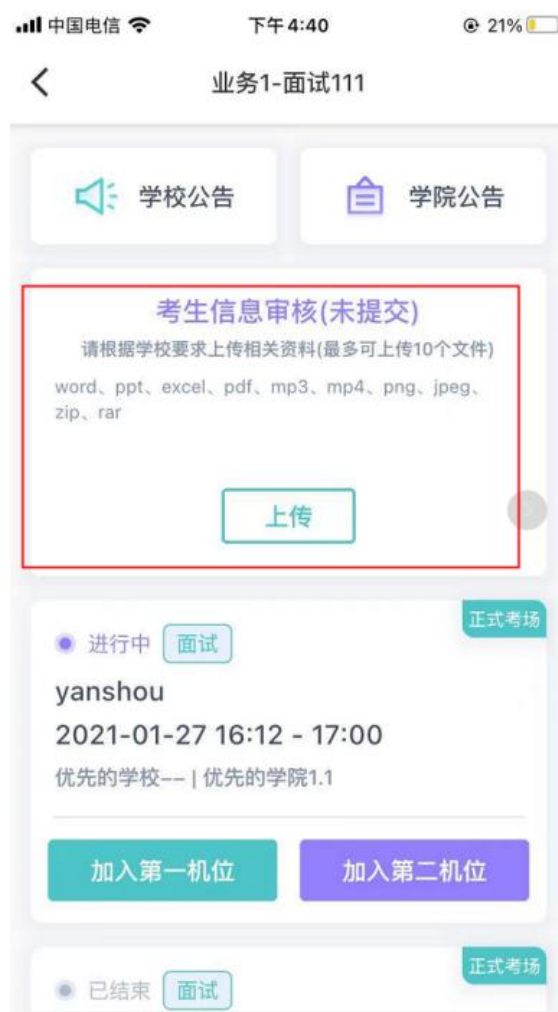 中国电信 下午4:40 21%
业务1-面试111
学校公告 学院公告
考生信息审核(未提交)
请根据学校要求上传相关资料(最多可上传10个文件)
word、ppt、excel、pdf、mp3、mp4、png、jpeg、
zip、rar
上传
正式考场
进行中 面试
yanshou
2021-01-27 16:12 - 17:00
优先的学校-- | 优先的学院1.1
加入第一机位 加入第二机位
正式考场
已结束 面试